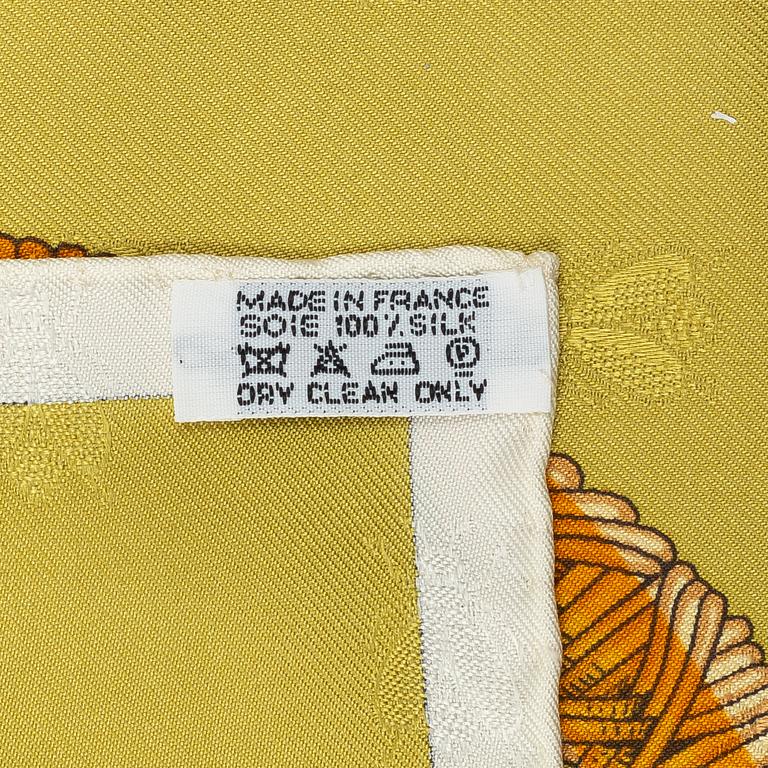 MADE IN FRANCE
SOIE 100 % SILK
DRY CLEAN ONLY